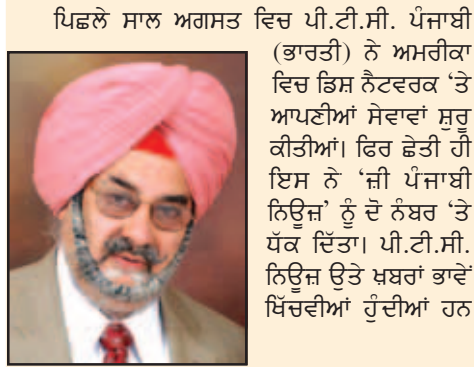 ਪਿਛਲੇ ਸਾਲ ਅਗਸਤ ਵਿਚ ਪੀ.ਟੀ.ਸੀ. ਪੰਜਾਬੀ
(ਭਾਰਤੀ) ਨੇ ਅਮਰੀਕਾ
ਵਿਚ ਡਿਸ਼ ਨੈਟਵਰਕ ‘ਤੇ
ਆਪਣੀਆਂ ਸੇਵਾਵਾਂ ਸ਼ੁਰੂ
ਕੀਤੀਆਂ। ਫਿਰ ਛੇਤੀ ਹੀ
ਇਸ ਨੇ ‘ਜ਼ੀ ਪੰਜਾਬੀ
ਨਿਊਜ਼’ ਨੂੰ ਦੋ ਨੰਬਰ ‘ਤੇ
ਧੱਕ ਦਿੱਤਾ। ਪੀ.ਟੀ.ਸੀ.
ਨਿਊਜ਼ ਉਤੇ ਖ਼ਬਰਾਂ ਭਾਵੇਂ
ਖਿੱਚਵੀਆਂ ਹੁੰਦੀਆਂ ਹਨ